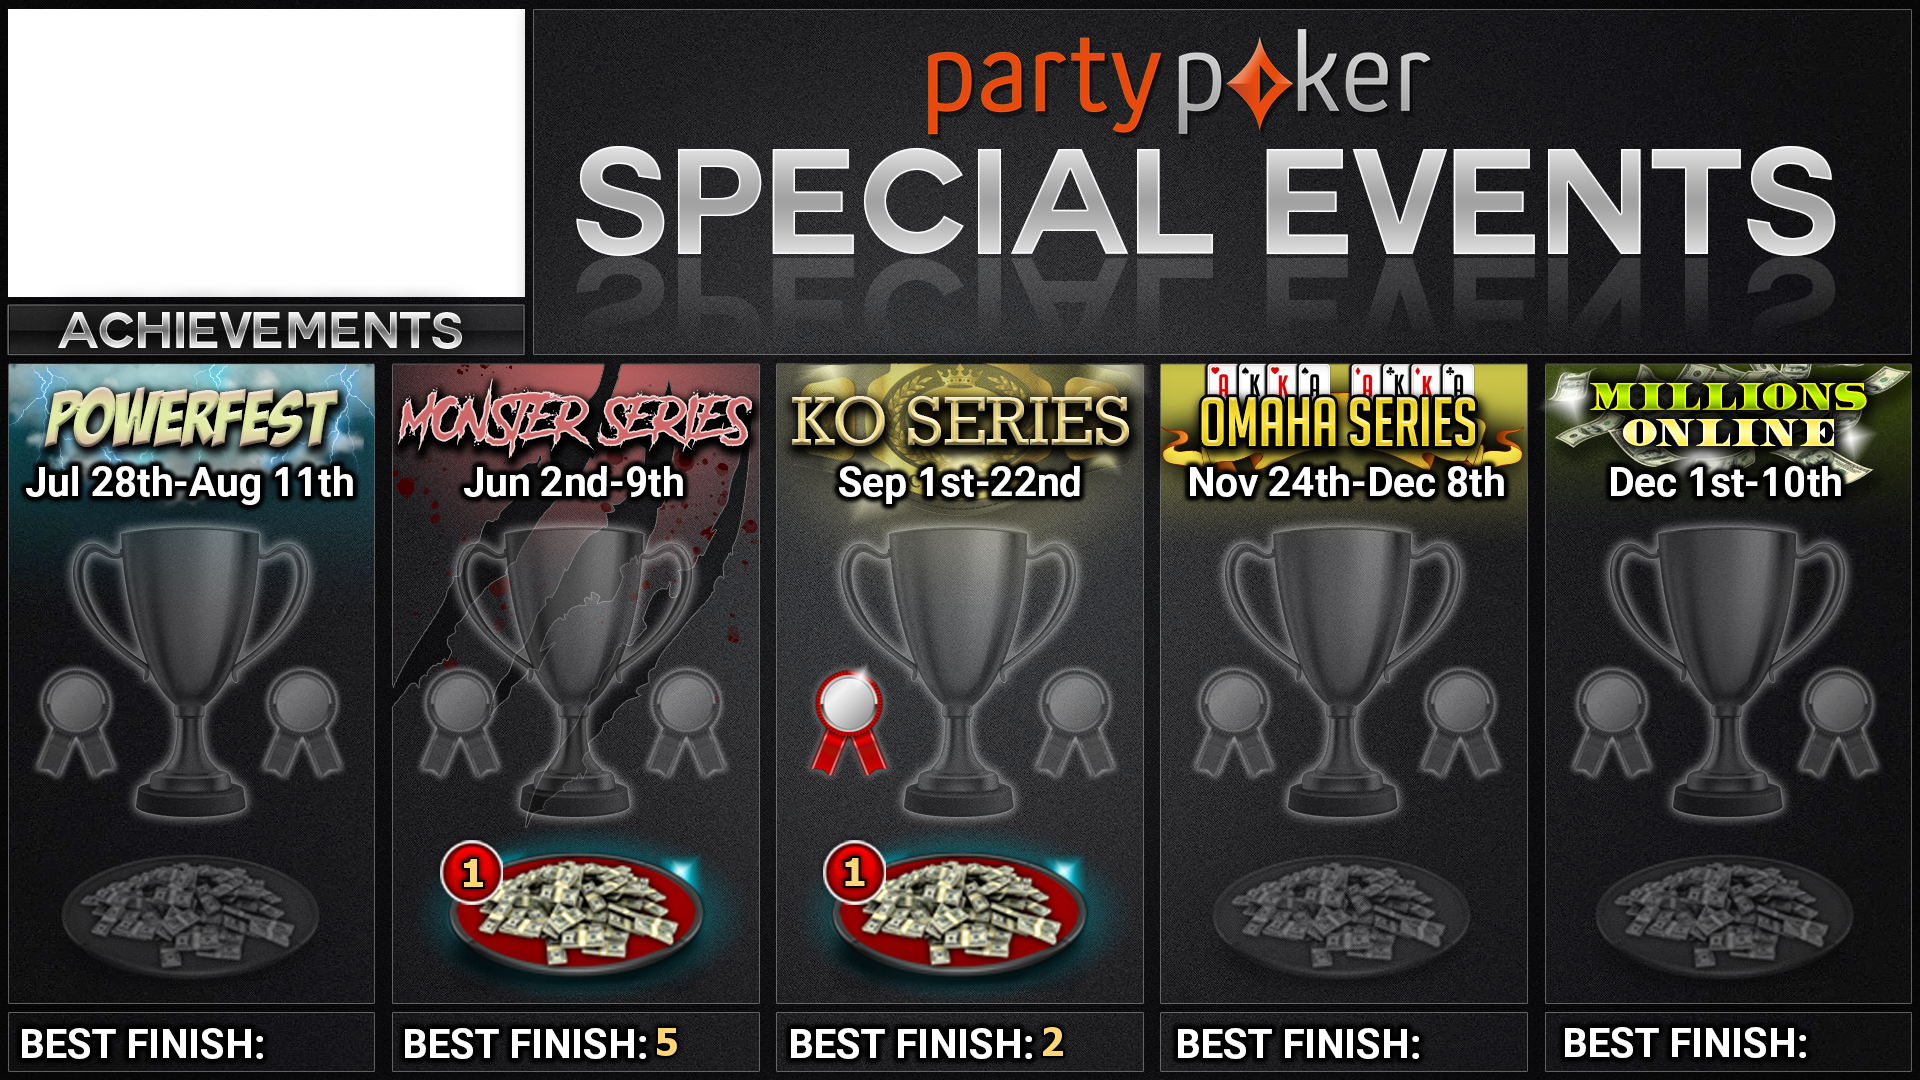 partypoker
SPECIAL EVENTS
ACHIEVEMENTS
POWERFEST
Jul 28th-Aug 11th
BEST FINISH:
MONSTER SERIES
Jun 2nd-9th
1
BEST FINISH: 5
KO SERIES
Sep 1st-22nd
1
BEST FINISH: 2
A K K A A K K A
OMAHA SERIES
Nov 24th-Dec 8th
BEST FINISH:
MILLIONS
ONLINE
Dec 1st-10th
BEST FINISH: